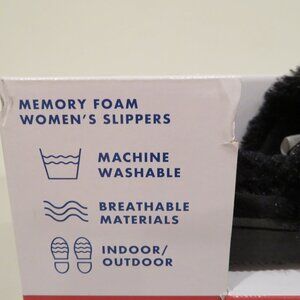 MEMORY FOAM
WOMEN'S SLIPPERS
MACHINE
WASHABLE
BREATHABLE
MATERIALS
INDOOR/
OUTDOOR